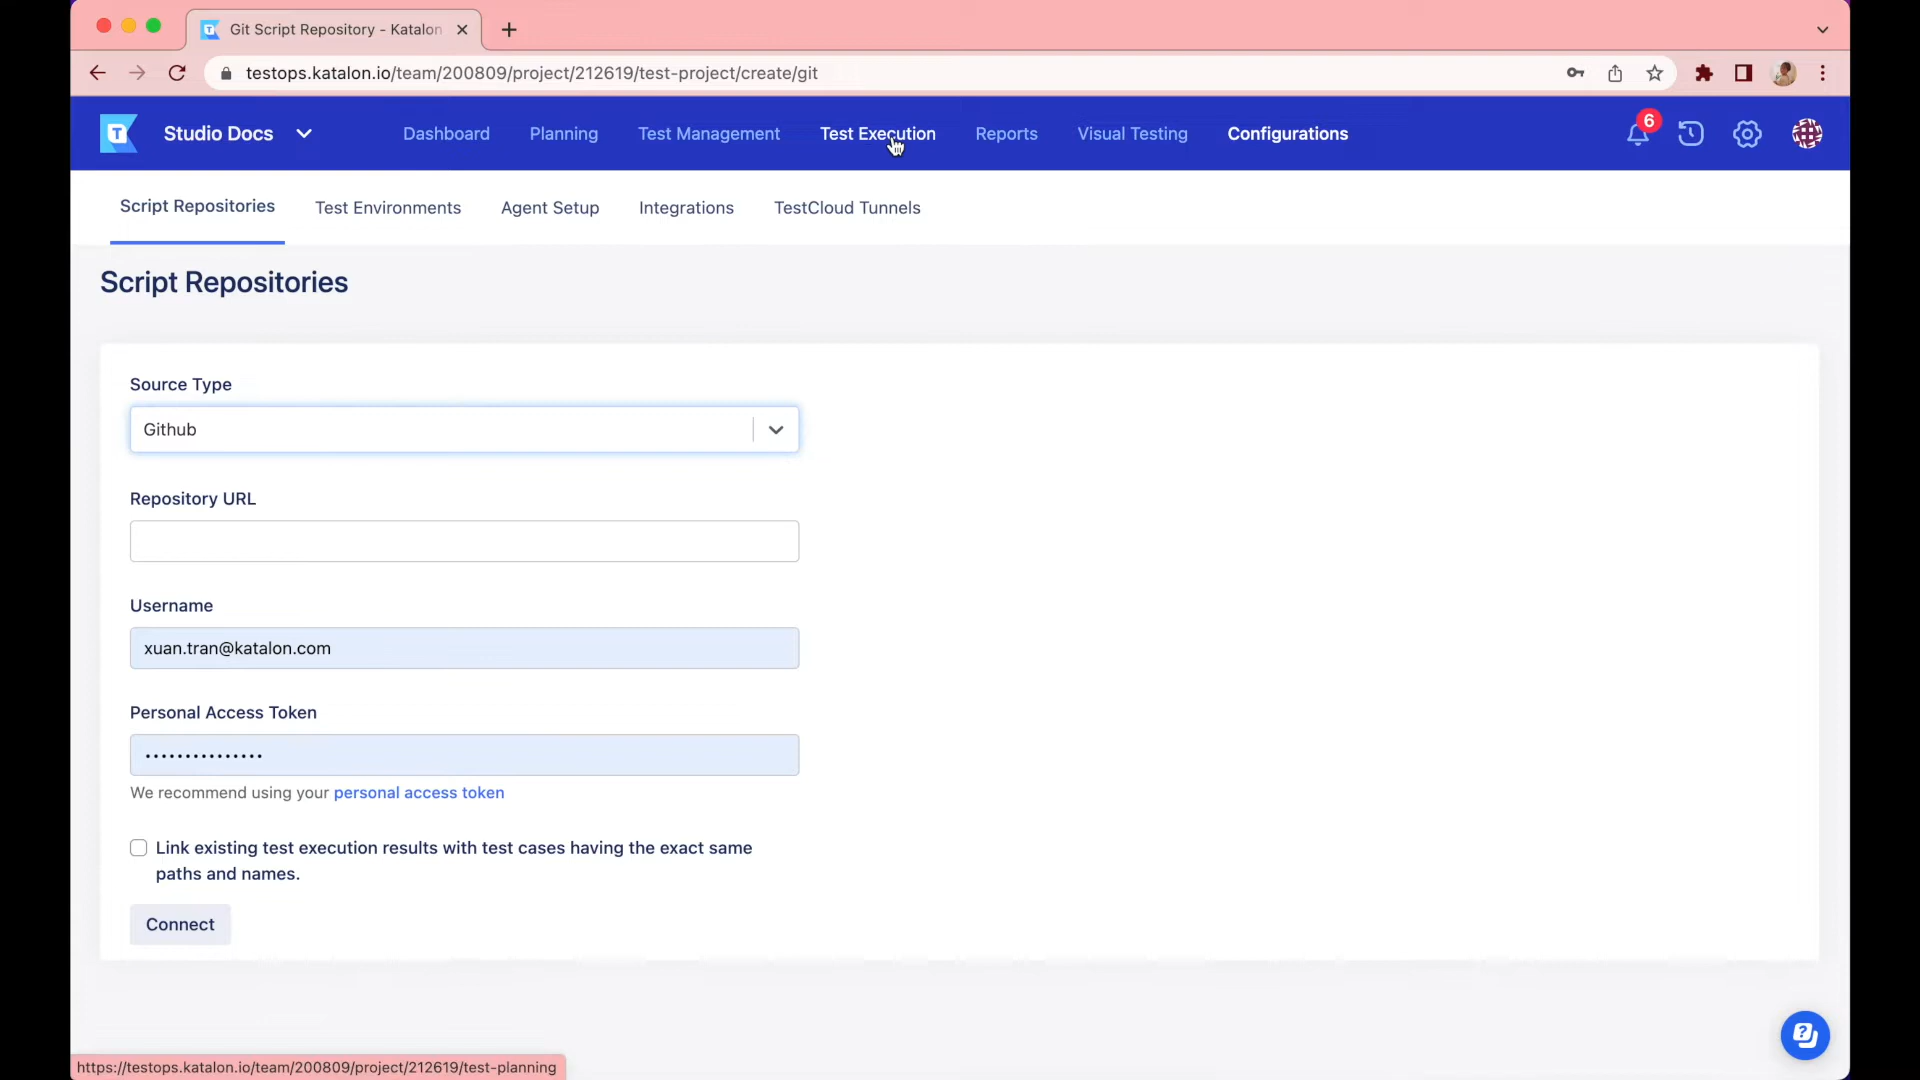 Git Script Repository - Katalon
testops.katalon.io/team/200809/project/212619/test-project/create/git
T
Studio Docs
Dashboard
Planning
Test Management
Test Execution
Reports
Visual Testing
Configurations
6
Script Repositories
Test Environments
Agent Setup
Integrations
TestCloud Tunnels
Script Repositories
Source Type
Github
Repository URL
Username
xuan.tran@katalon.com
Personal Access Token
•••••••••••••••
We recommend using your personal access token
Link existing test execution results with test cases having the exact same
paths and names.
Connect
?
https://testops.katalon.io/team/200809/project/212619/test-planning